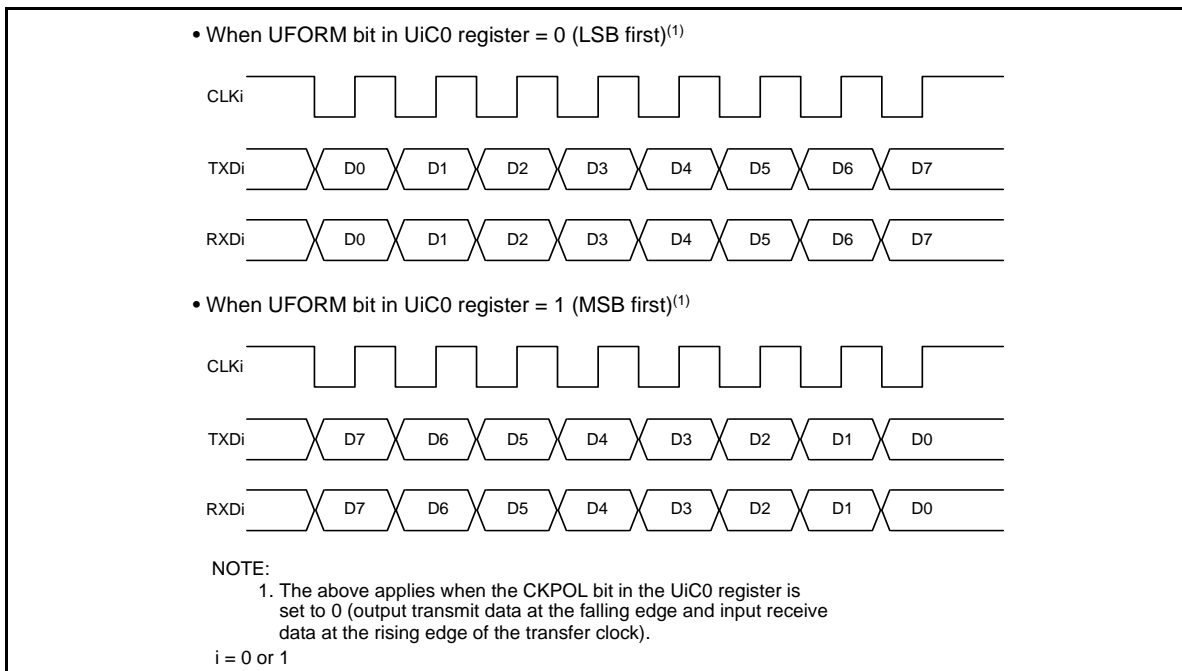 • When UFORM bit in UiC0 register = 0 (LSB first)(1)
CLKi
TXDi D0 D1 D2 D3 D4 D5 D6 D7
RXDi D0 D1 D2 D3 D4 D5 D6 D7
• When UFORM bit in UiC0 register = 1 (MSB first)(1)
CLKi
TXDi D7 D6 D5 D4 D3 D2 D1 D0
RXDi D7 D6 D5 D4 D3 D2 D1 D0
NOTE:
1. The above applies when the CKPOL bit in the UiC0 register is
set to 0 (output transmit data at the falling edge and input receive
data at the rising edge of the transfer clock).
i = 0 or 1